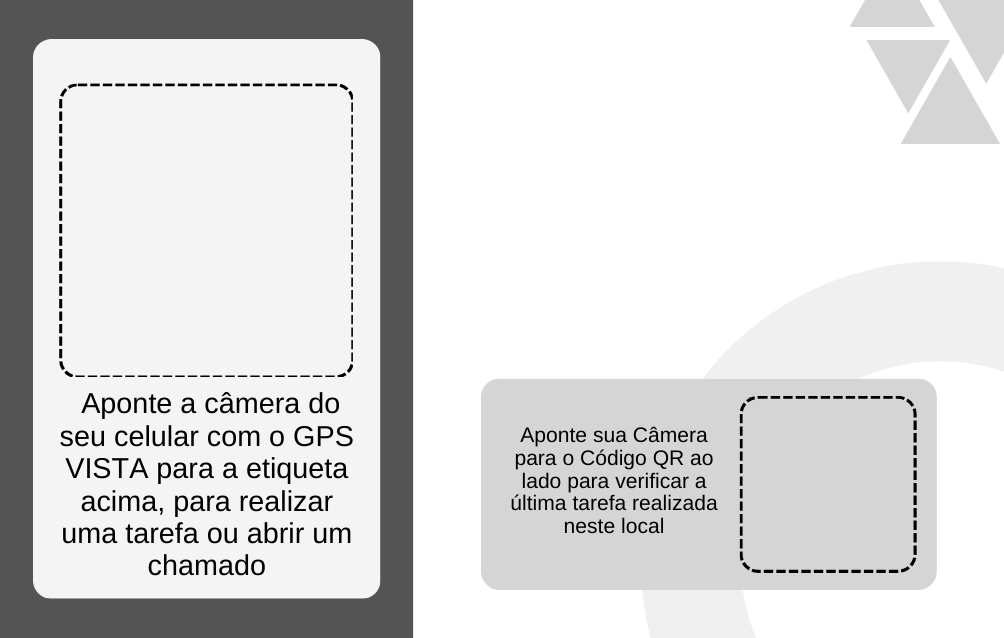 Aponte a câmera do
seu celular com o GPS
VISTA para a etiqueta
acima, para realizar
uma tarefa ou abrir um
chamado
Aponte sua Câmera
para o Código QR ao
lado para verificar a
última tarefa realizada
neste local